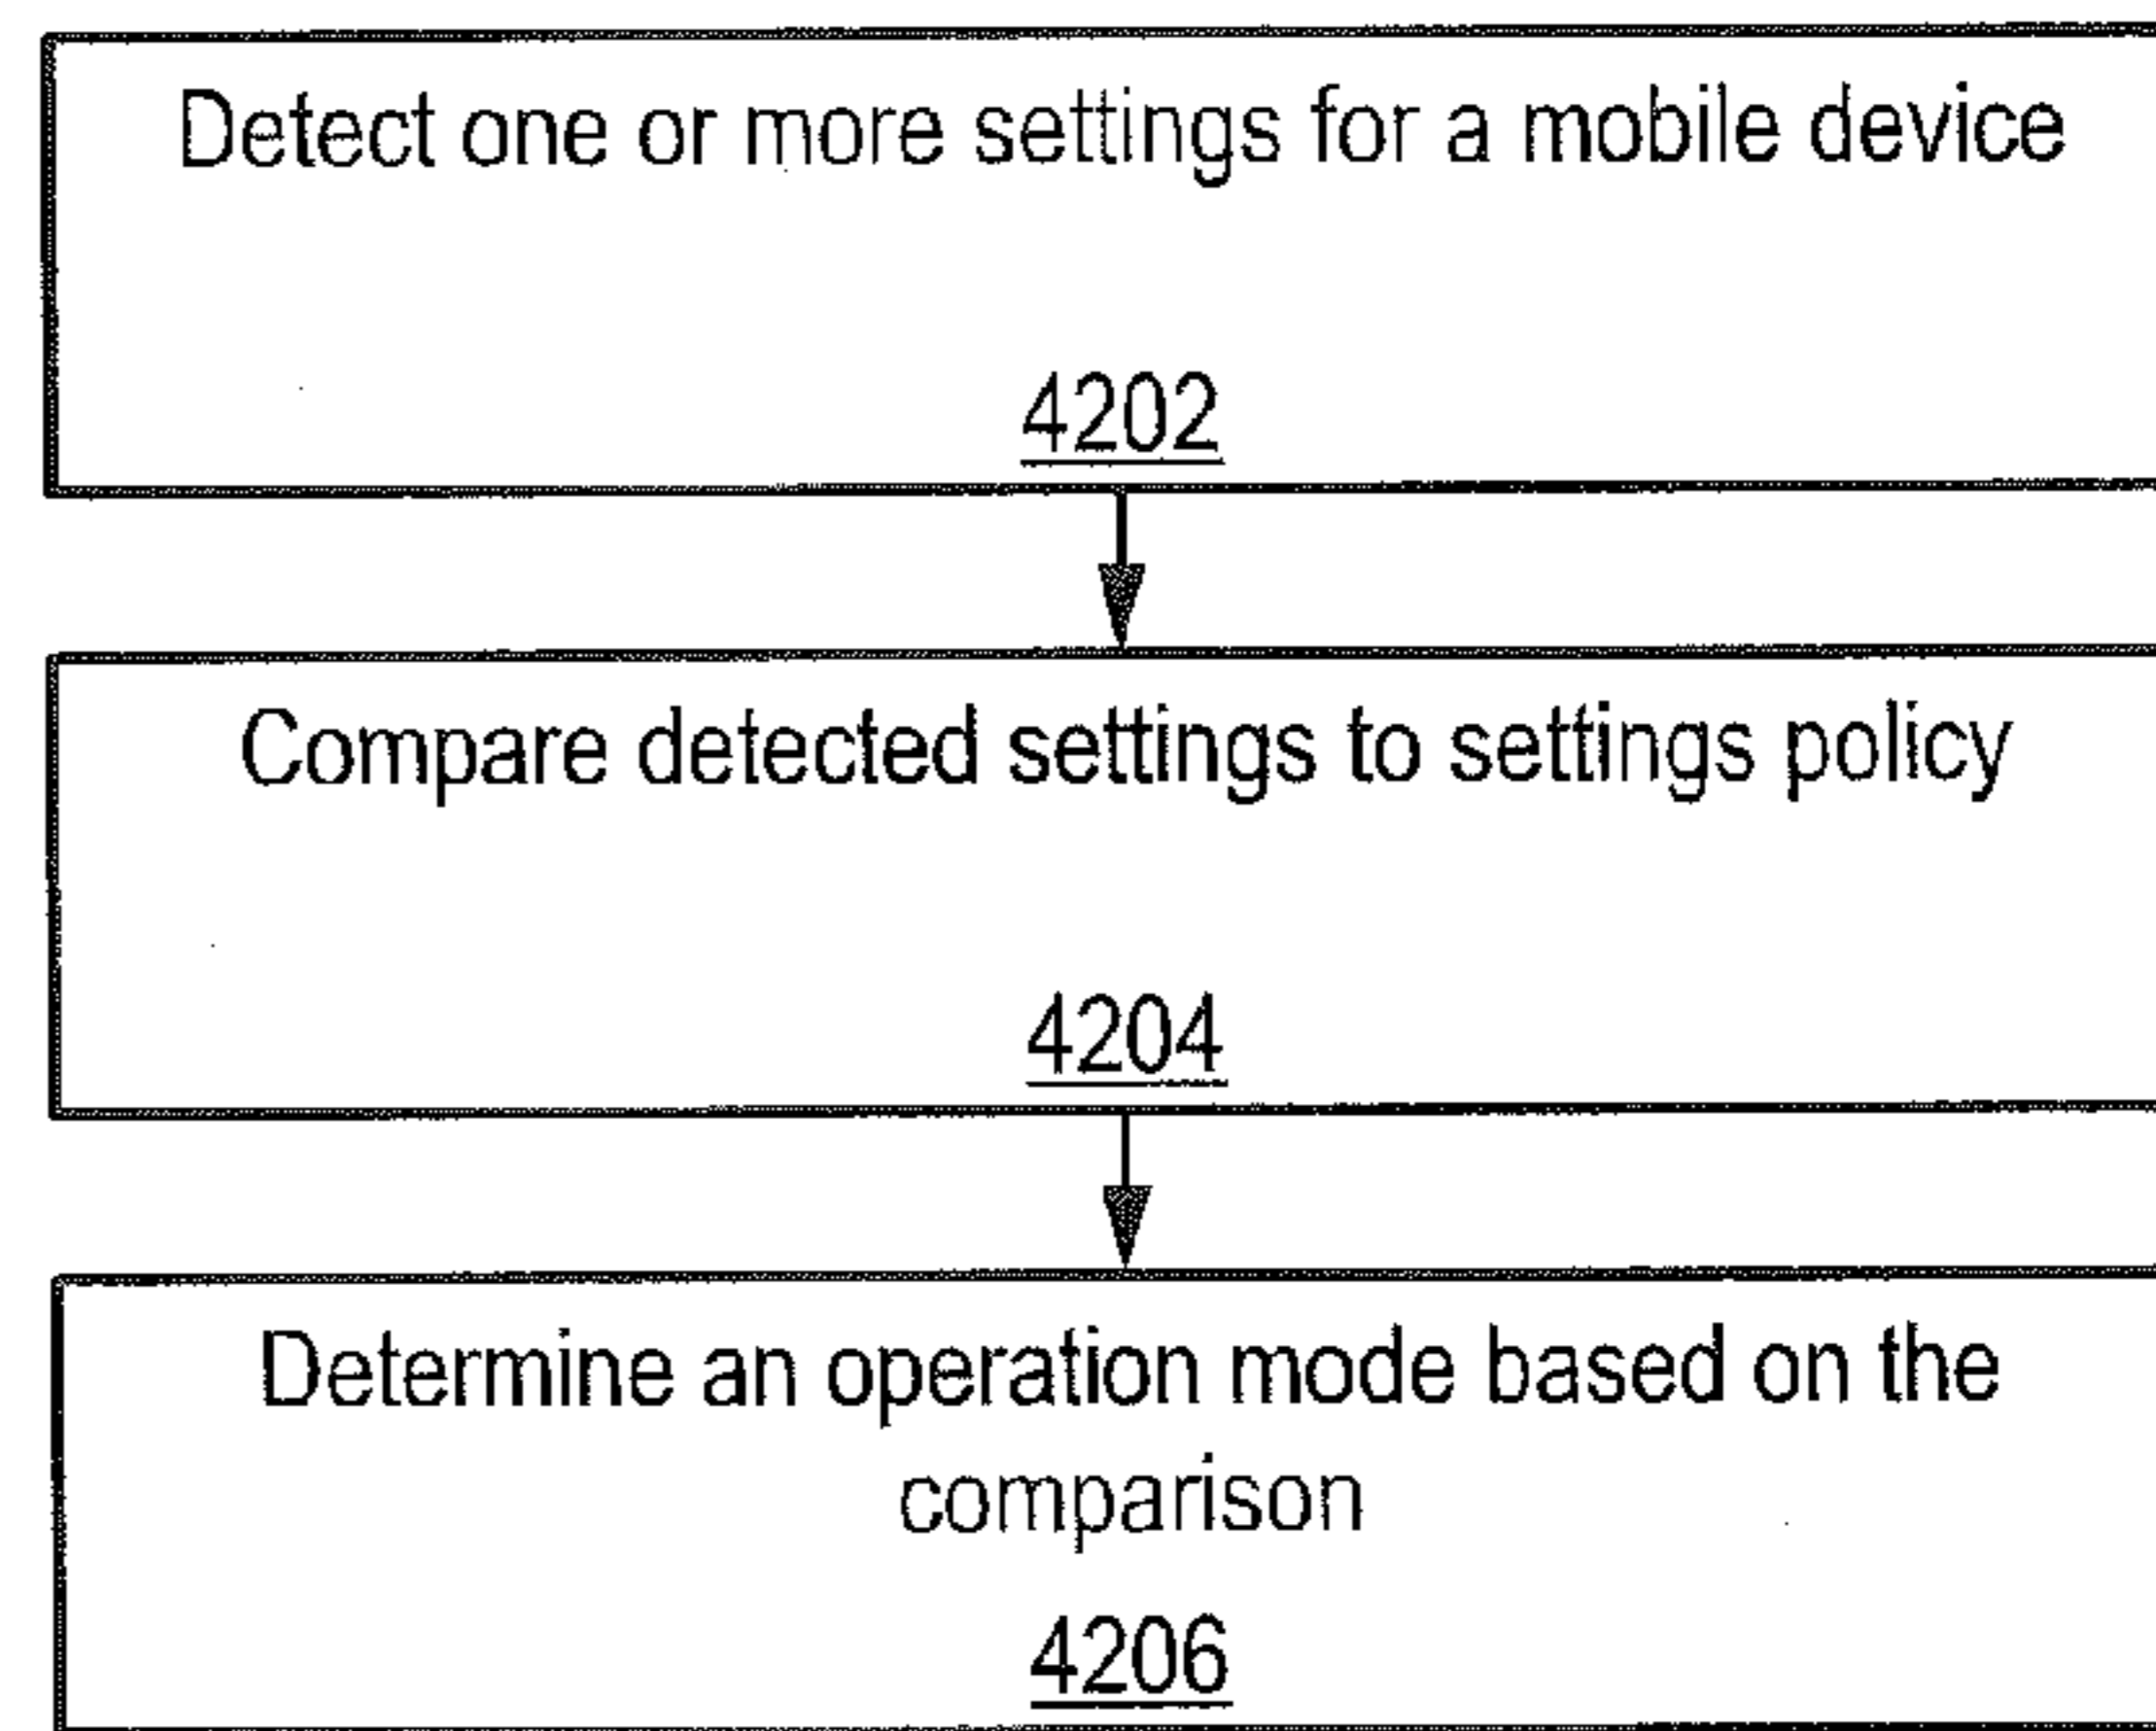 Detect one or more settings for a mobile device
4202
Compare detected settings to settings policy
4204
Determine an operation mode based on the
comparison
4206